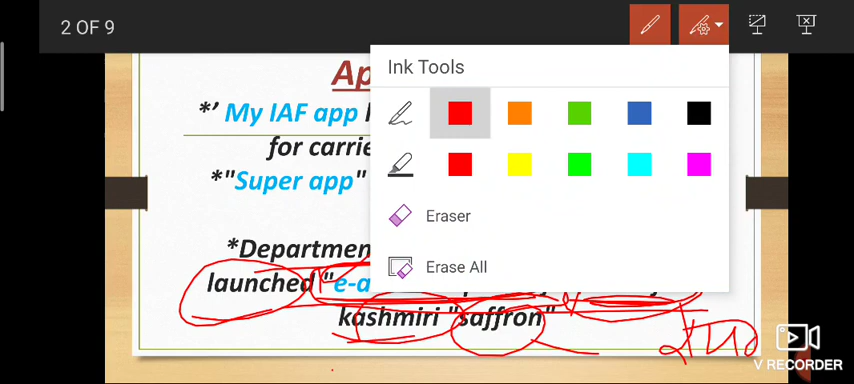 2 OF 9
Ink Tools
Ap
*' My IAF app
for carrie
*"Super app"
Eraser
*Departmen
Erase All
launched "e-a
kashmiri "saffron"
V RECORDER